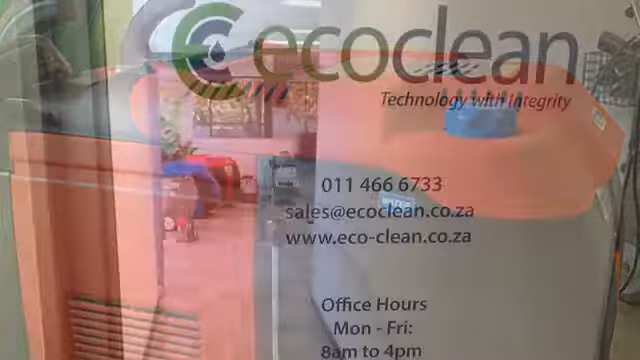 ecoclean
Technology with integrity
011 466 6733
sales@ecoclean.co.za
www.eco-clean.co.za
Office Hours
Mon - Fri:
8am to 4pm